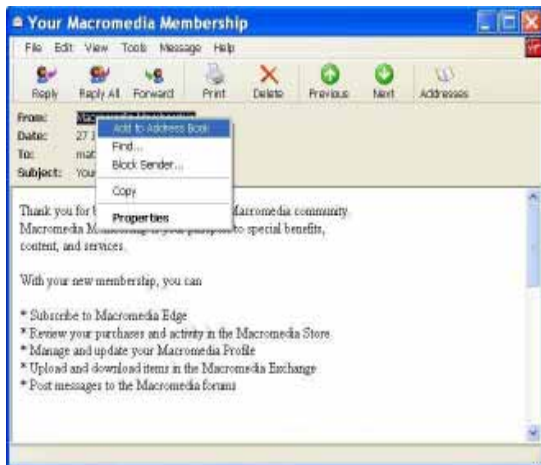 Your Macromedia Membership
File Edit View Tools Message Help
Reply Reply All Forward Print Delete Previous Next Addresses
From:
Date: 27
To: mat
Subject: Your
Add to Address Book
Find...
Block Sender...
Copy
Properties
Thank you for Macromedia community
Macromedia to special benefits,
content, and services.
With your new membership, you can
* Subscribe to Macromedia Edge
* Review your purchases and activity in the Macromedia Store
* Manage and update your Macromedia Profile
* Upload and download items in the Macromedia Exchange
* Post messages to the Macromedia forums